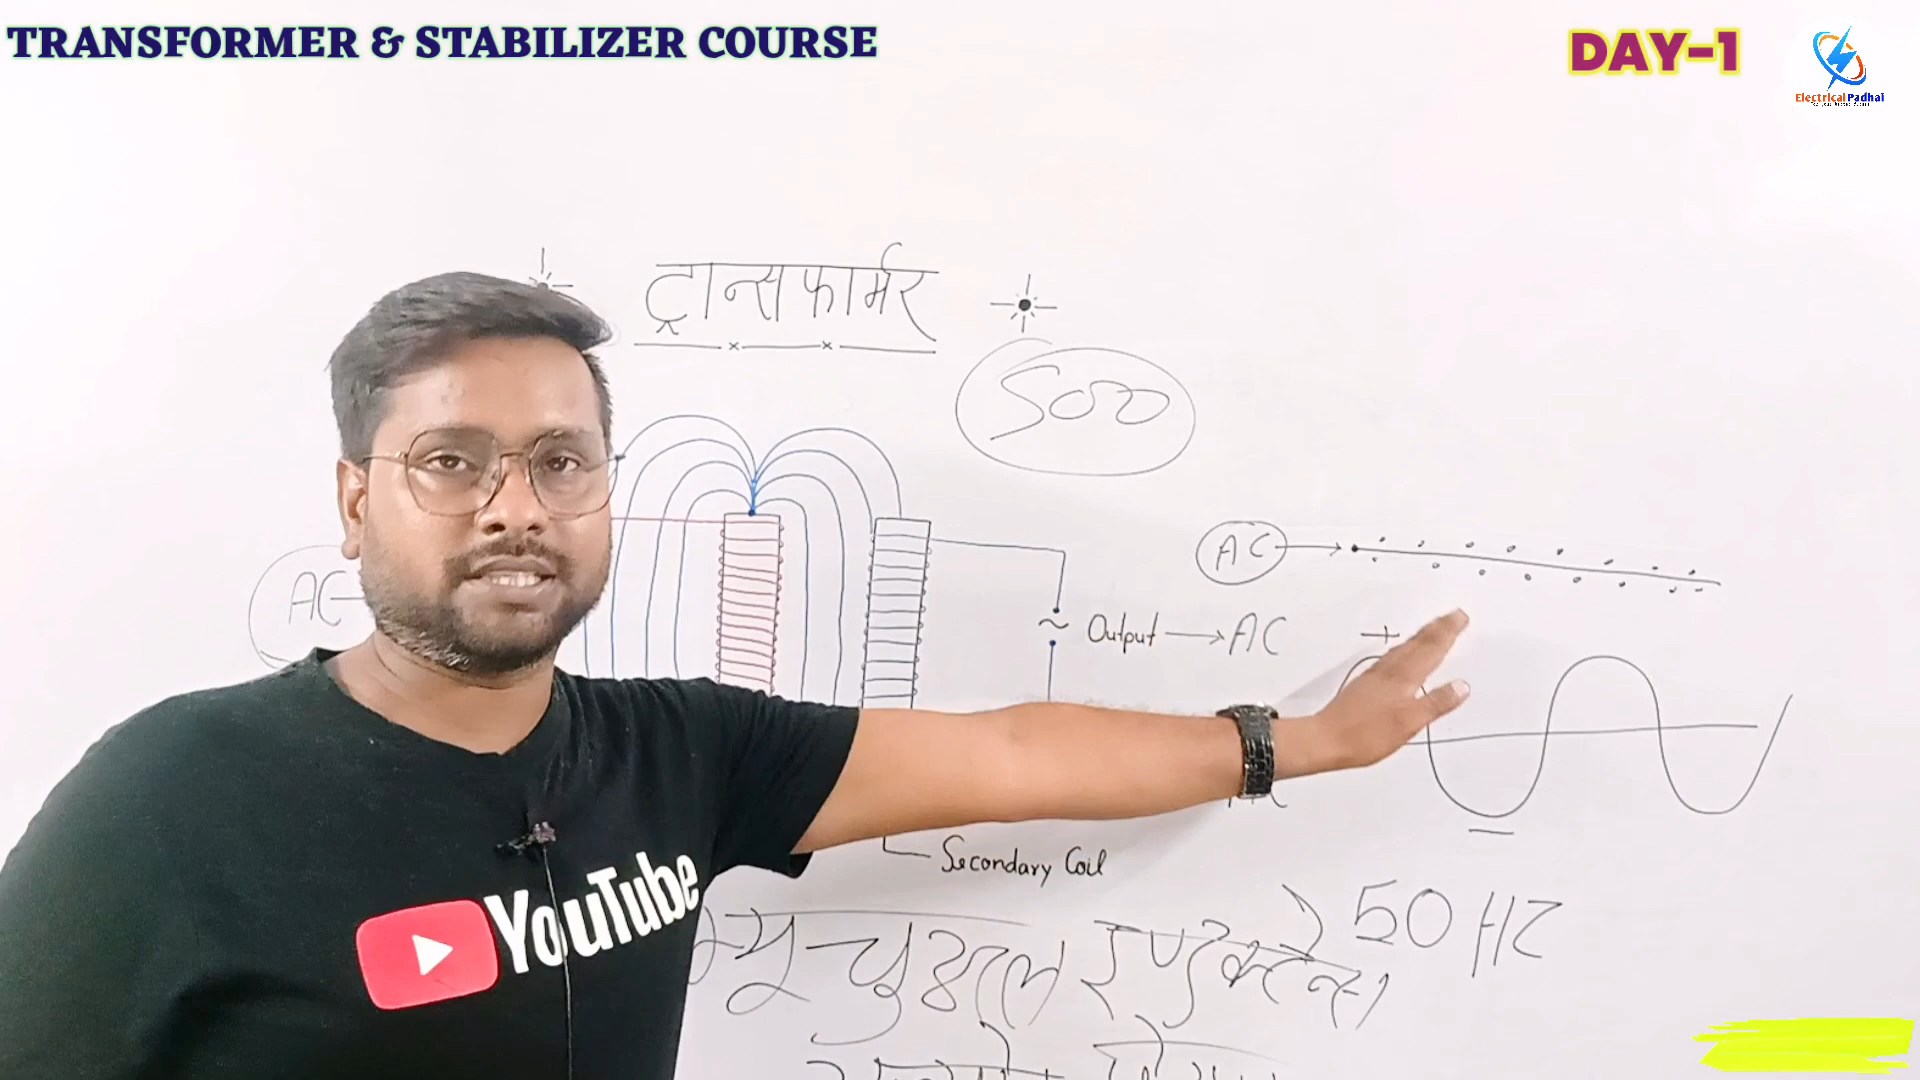 TRANSFORMER & STABILIZER COURSE
DAY-1
ElectricalPadhai
ट्रान्सफार्मर
500
AC
AC
~ Output → AC
+
Secondary Coil
50 HZ
म्यूचुअल इण्डक्टेन्स
YouTube